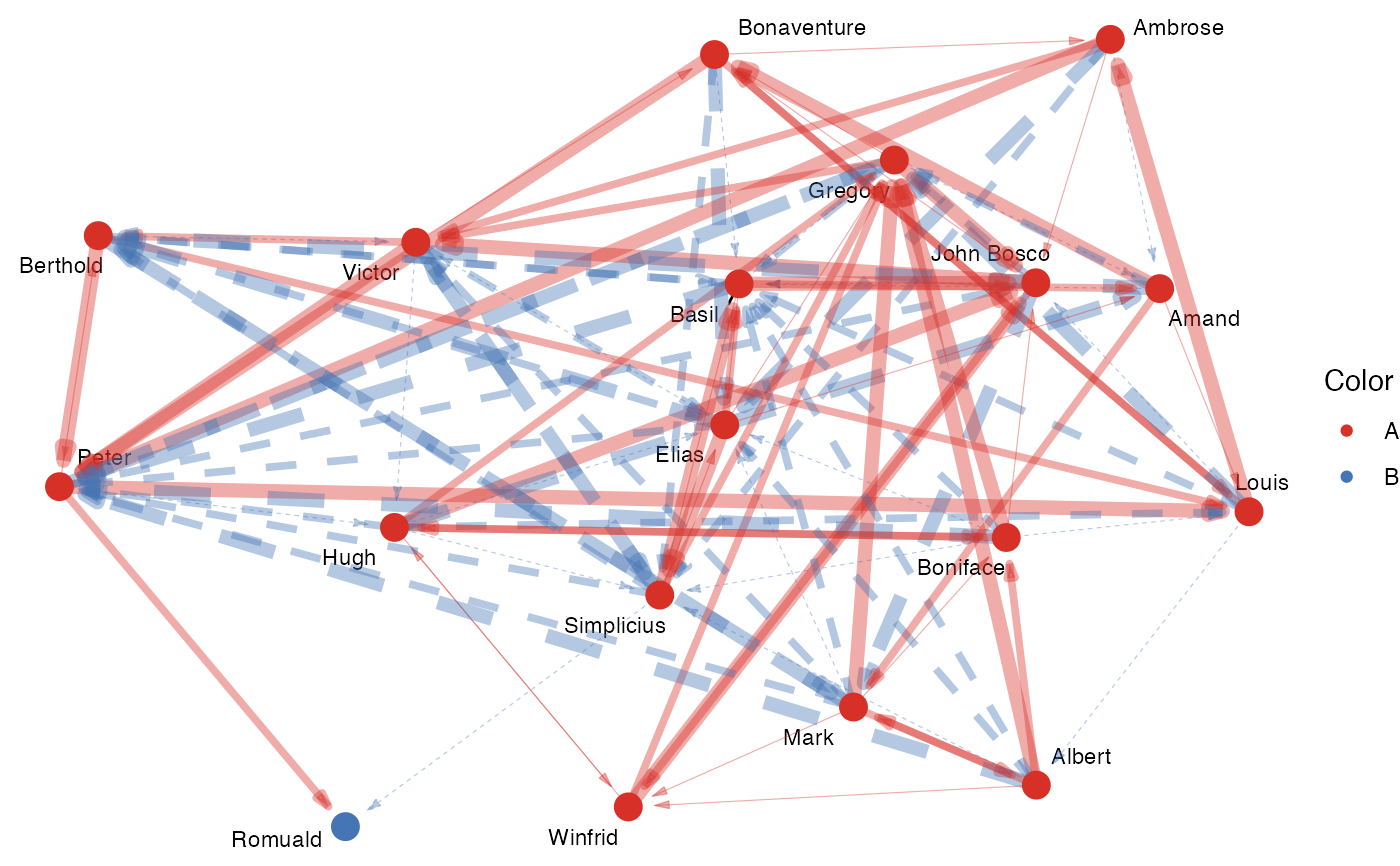 Bonaventure
Ambrose
Gregory
John Bosco
Berthold
Victor
Basil
Amand
Color
A
Peter
Elias
B
Louis
Hugh
Boniface
Simplicius
Mark
Albert
Romuald
Winfrid